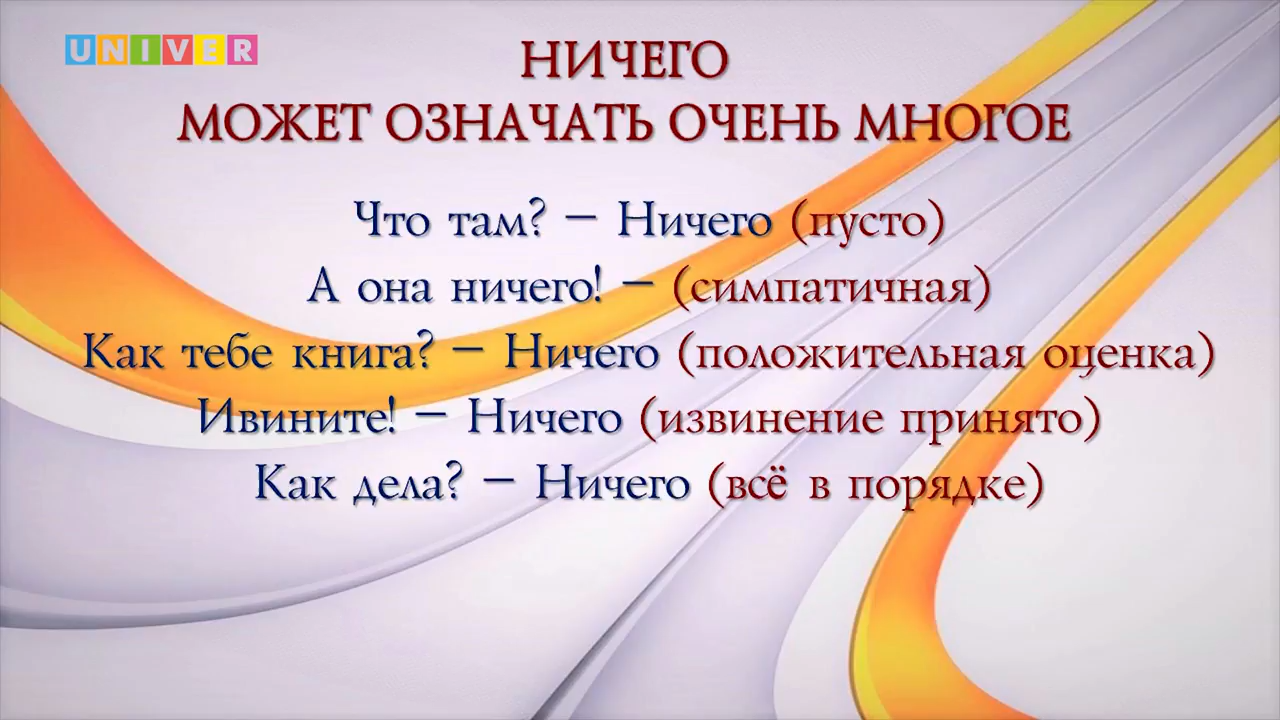 UNIVER
НИЧЕГО
МОЖЕТ ОЗНАЧАТЬ ОЧЕНЬ МНОГОЕ
Что там? – Ничего (пусто)
А она ничего! – (симпатичная)
Как тебе книга? – Ничего (положительная оценка)
Ивините! – Ничего (извинение принято)
Как дела? – Ничего (всё в порядке)